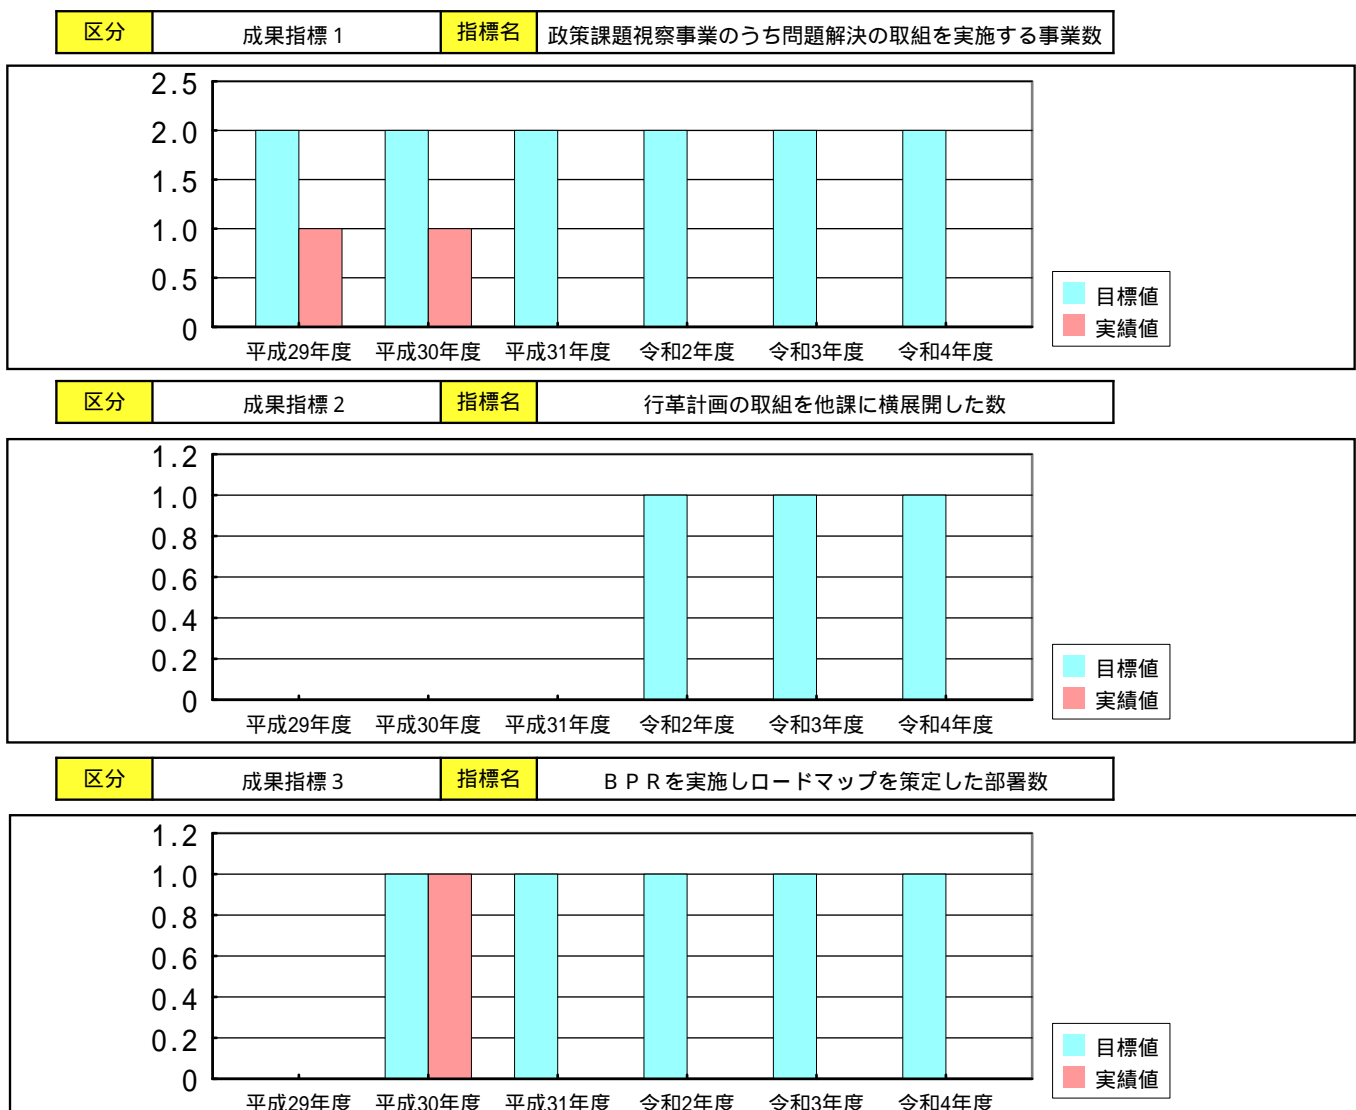 区分 成果指標1 指標名 政策課題視察事業のうち問題解決の取組を実施する事業数
2.5
2.0
1.5
1.0
0.5
0
平成29年度 平成30年度 平成31年度 令和2年度 令和3年度 令和4年度
目標値
実績値
区分 成果指標2 指標名 行革計画の取組を他課に横展開した数
1.2
1.0
0.8
0.6
0.4
0.2
0
平成29年度 平成30年度 平成31年度 令和2年度 令和3年度 令和4年度
目標値
実績値
区分 成果指標3 指標名 BPRを実施しロードマップを策定した部署数
1.2
1.0
0.8
0.6
0.4
0.2
0
平成29年度 平成30年度 平成31年度 令和2年度 令和3年度 令和4年度
目標値
実績値